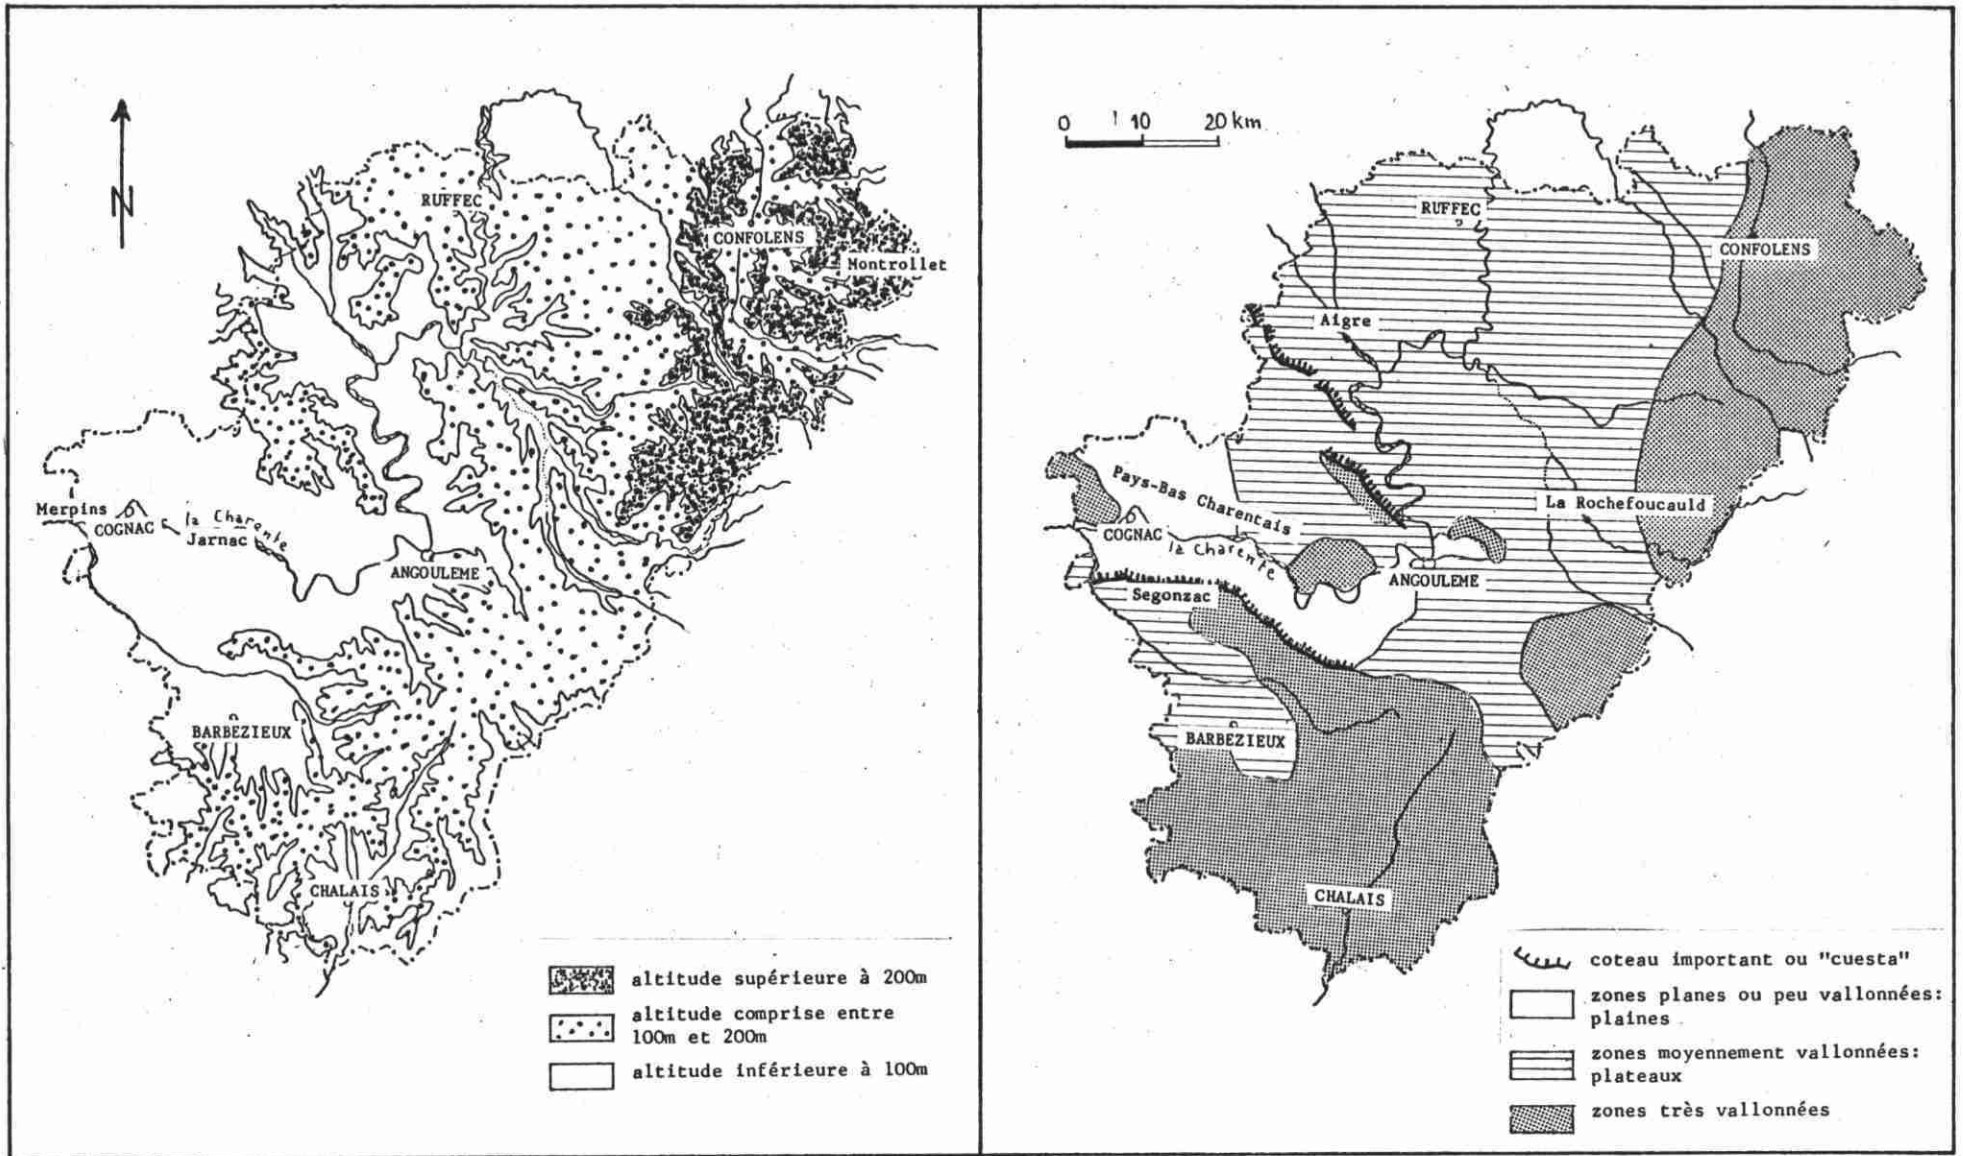 N
RUFFEC
CONFOLENS
Montrollet
Merpins
COGNAC
la Charente
Jarnac
ANGOULEME
BARBEZIEUX
CHALAIS
altitude supérieure à 200m
altitude comprise entre
100m et 200m
altitude inférieure à 100m
0 10 20 km
RUFFEC
CONFOLENS
Aigre
Pays-Bas Charentais
La Rochefoucauld
COGNAC
la Charente
ANGOULEME
Segonzac
BARBEZIEUX
CHALAIS
coteau important ou "cuesta"
zones planes ou peu vallonnées:
plaines
zones moyennement vallonnées:
plateaux
zones très vallonnées